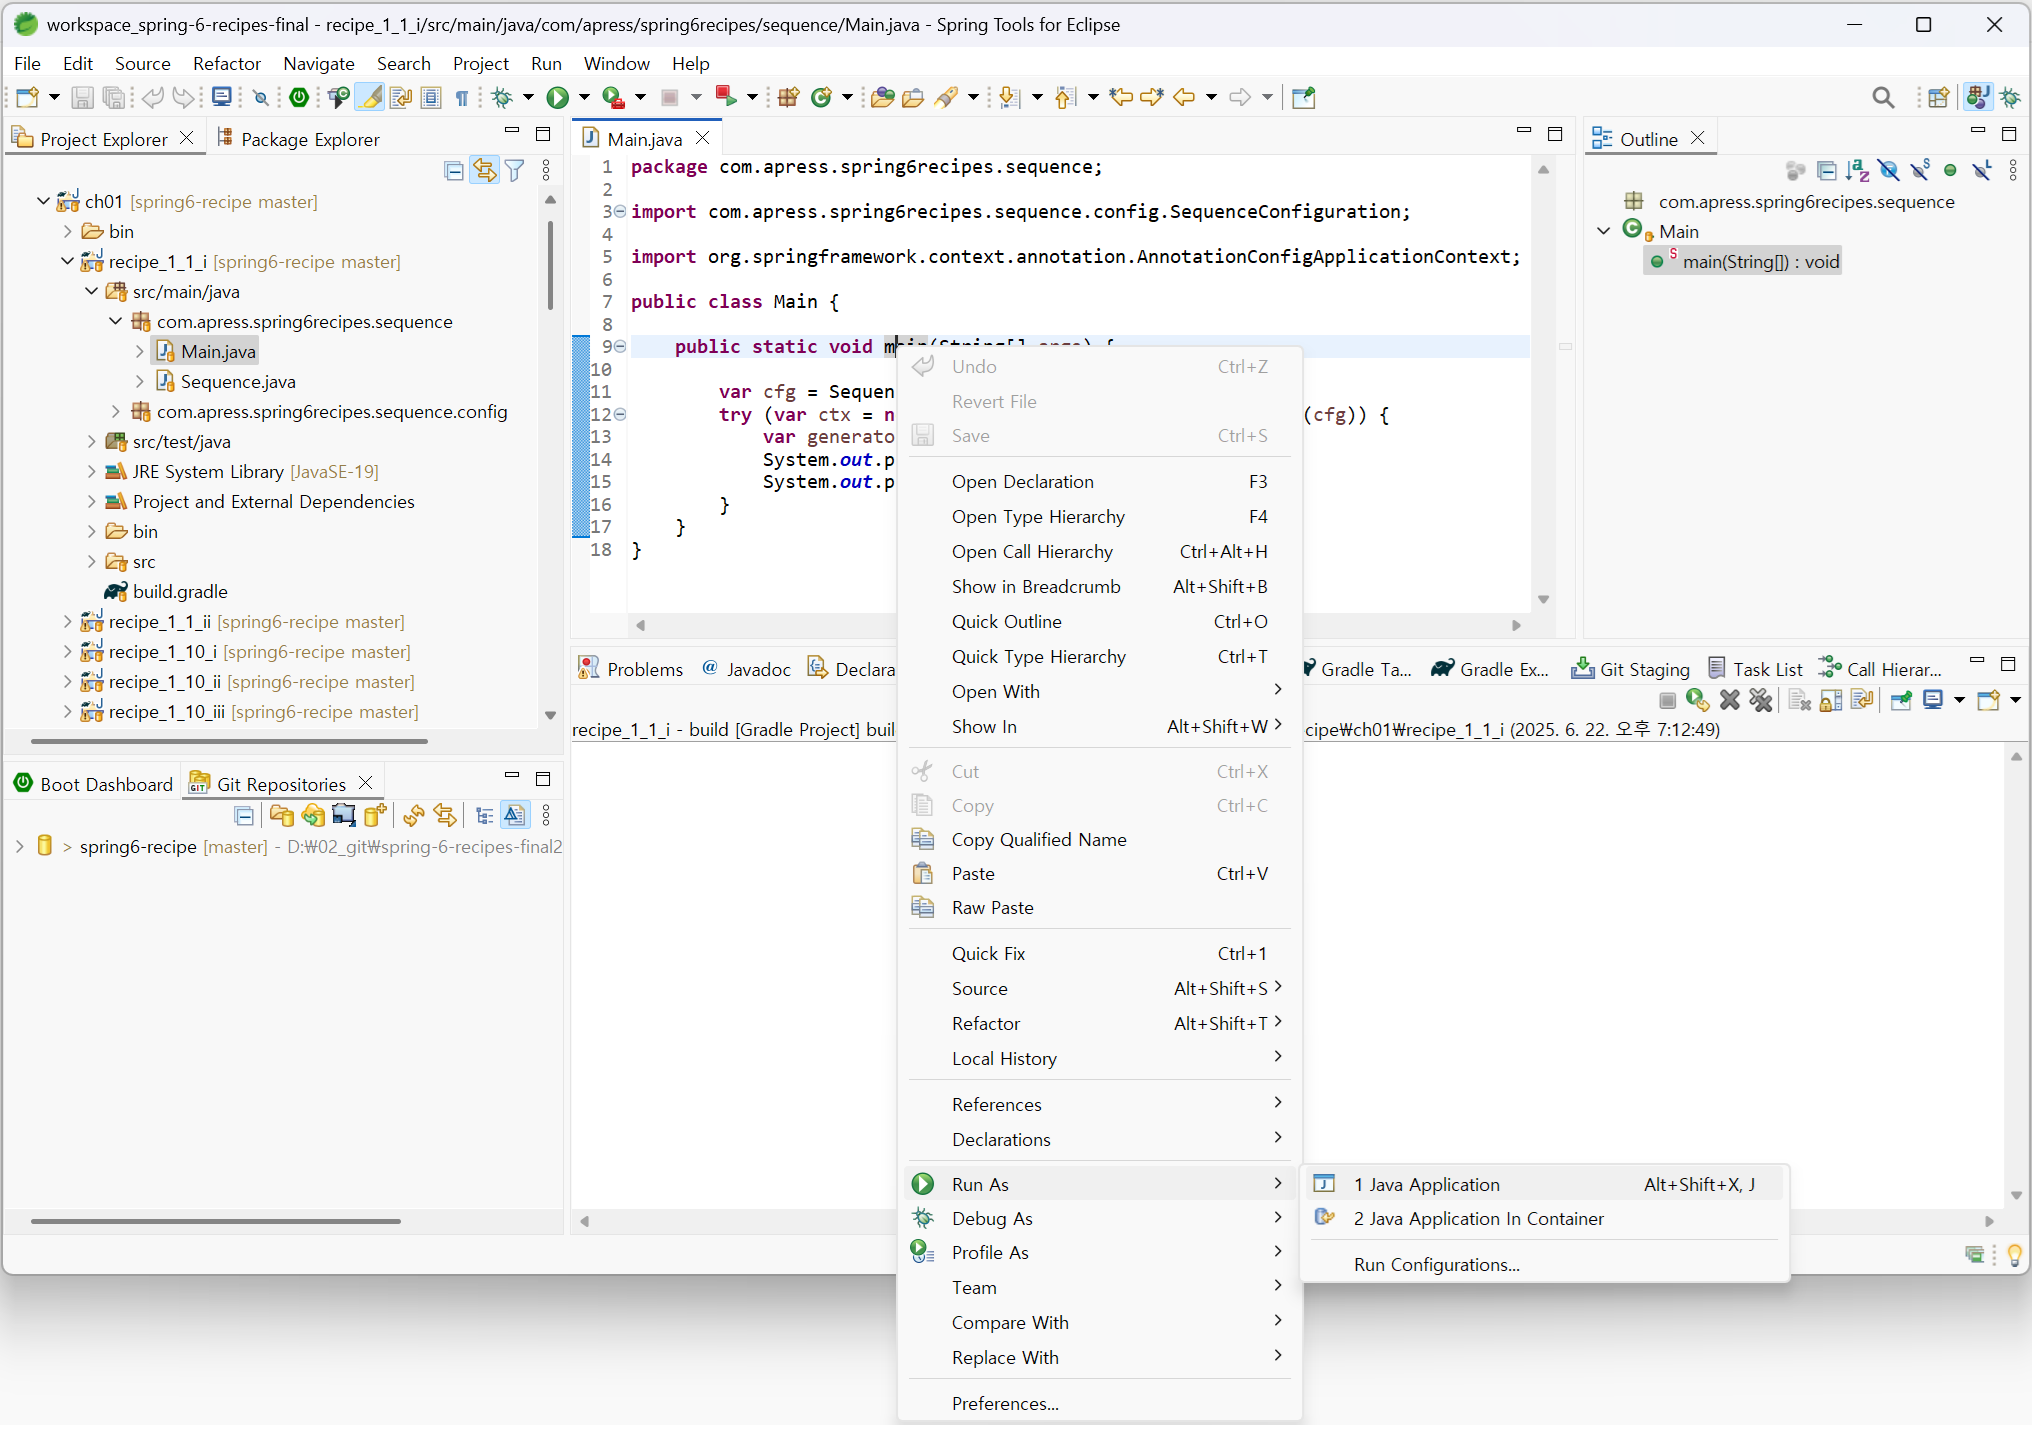 workspace_spring-6-recipes-final - recipe_1_1_i/src/main/java/com/apress/spring6recipes/sequence/Main.java - Spring Tools for Eclipse
File Edit Source Refactor Navigate Search Project Run Window Help
Project Explorer
Package Explorer
ch01 [spring6-recipe master]
bin
recipe_1_1_i [spring6-recipe master]
src/main/java
com.apress.spring6recipes.sequence
Main.java
Sequence.java
com.apress.spring6recipes.sequence.config
src/test/java
JRE System Library [JavaSE-19]
Project and External Dependencies
bin
src
build.gradle
recipe_1_1_ii [spring6-recipe master]
recipe_1_10_i [spring6-recipe master]
recipe_1_10_ii [spring6-recipe master]
recipe_1_10_iii [spring6-recipe master]
Boot Dashboard
Git Repositories
> spring6-recipe [master] - D:₩02_git₩spring-6-recipes-final2
Main.java
1 package com.apress.spring6recipes.sequence;
2
3 import com.apress.spring6recipes.sequence.config.SequenceConfiguration;
4
5 import org.springframework.context.annotation.AnnotationConfigApplicationContext;
6
7 public class Main {
8
9 public static void main(String[] args) {
10
11 var cfg = Sequen
12 try (var ctx = n (cfg)) {
13 var generato
14 System.out.p
15 System.out.p
16 }
17 }
18 }
Outline
com.apress.spring6recipes.sequence
Main
main(String[]) : void
Problems
@ Javadoc
Declara
Gradle Ta...
Gradle Ex...
Git Staging
Task List
Call Hierar...
recipe_1_1_i - build [Gradle Project] buil cipe₩ch01₩recipe_1_1_i (2025. 6. 22. 오후 7:12:49)
Undo Ctrl+Z
Revert File
Save Ctrl+S
Open Declaration F3
Open Type Hierarchy F4
Open Call Hierarchy Ctrl+Alt+H
Show in Breadcrumb Alt+Shift+B
Quick Outline Ctrl+O
Quick Type Hierarchy Ctrl+T
Open With
Show In Alt+Shift+W
Cut Ctrl+X
Copy Ctrl+C
Copy Qualified Name
Paste Ctrl+V
Raw Paste
Quick Fix Ctrl+1
Source Alt+Shift+S
Refactor Alt+Shift+T
Local History
References
Declarations
Run As
Debug As
Profile As
Team
Compare With
Replace With
Preferences...
1 Java Application Alt+Shift+X, J
2 Java Application In Container
Run Configurations...